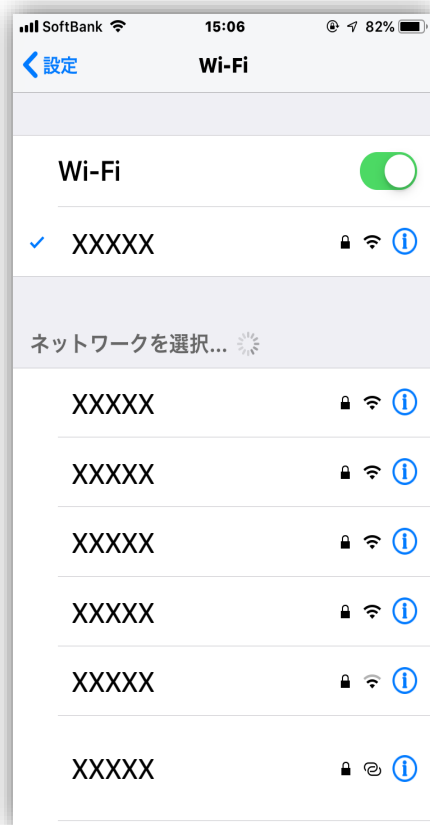 SoftBank 15:06 82%
設定 Wi-Fi
Wi-Fi
XXXXX
ネットワークを選択...
XXXXX
XXXXX
XXXXX
XXXXX
XXXXX
XXXXX